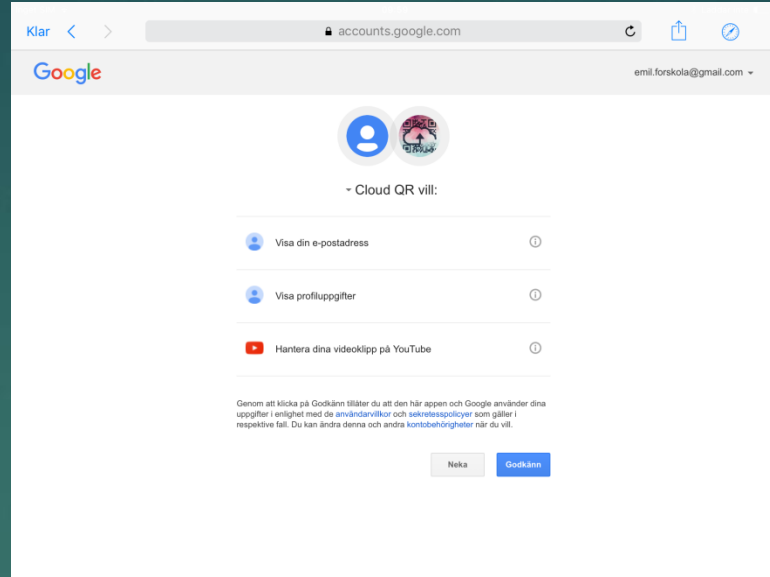 Klar
accounts.google.com
Google
emil.forskola@gmail.com
Cloud QR vill:
Visa din e-postadress
Visa profiluppgifter
Hantera dina videoklipp på YouTube
Genom att klicka på Godkänn tillåter du att den här appen och Google använder dina
uppgifter i enlighet med de användarvillkor och sekretesspolicyer som gäller i
respektive fall. Du kan ändra denna och andra kontobehörigheter när du vill.
Neka
Godkänn